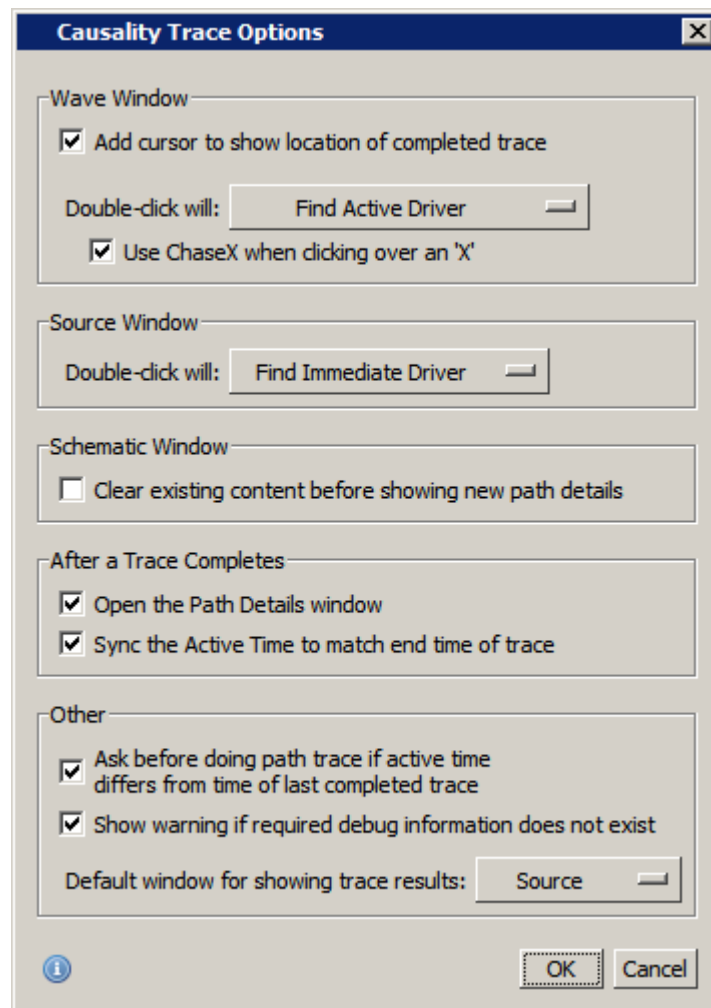 Causality Trace Options
Wave Window
Add cursor to show location of completed trace
Double-click will: Find Active Driver
Use ChaseX when clicking over an 'X'
Source Window
Double-click will: Find Immediate Driver
Schematic Window
Clear existing content before showing new path details
After a Trace Completes
Open the Path Details window
Sync the Active Time to match end time of trace
Other
Ask before doing path trace if active time
differs from time of last completed trace
Show warning if required debug information does not exist
Default window for showing trace results: Source
OK Cancel